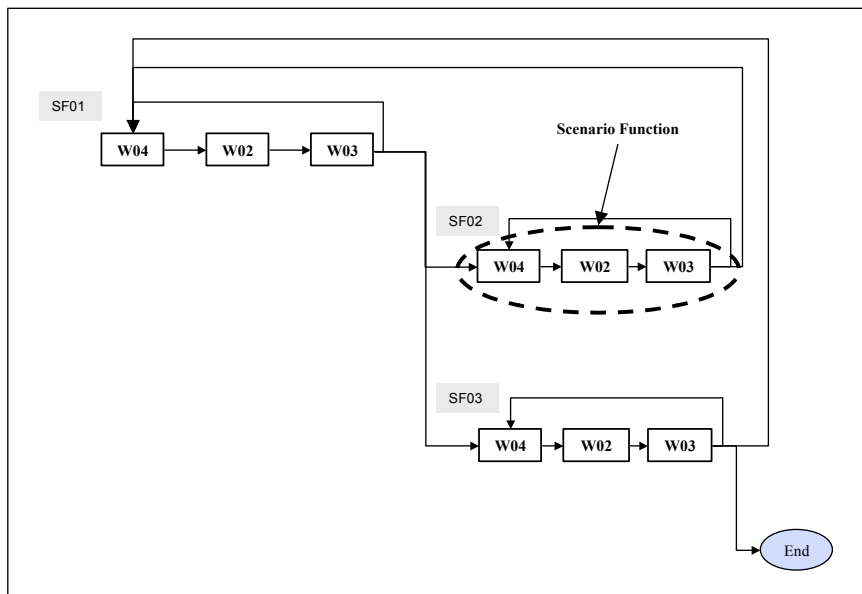 SF01
Scenario Function
W04 W02 W03
SF02
W04 W02 W03
SF03
W04 W02 W03
End